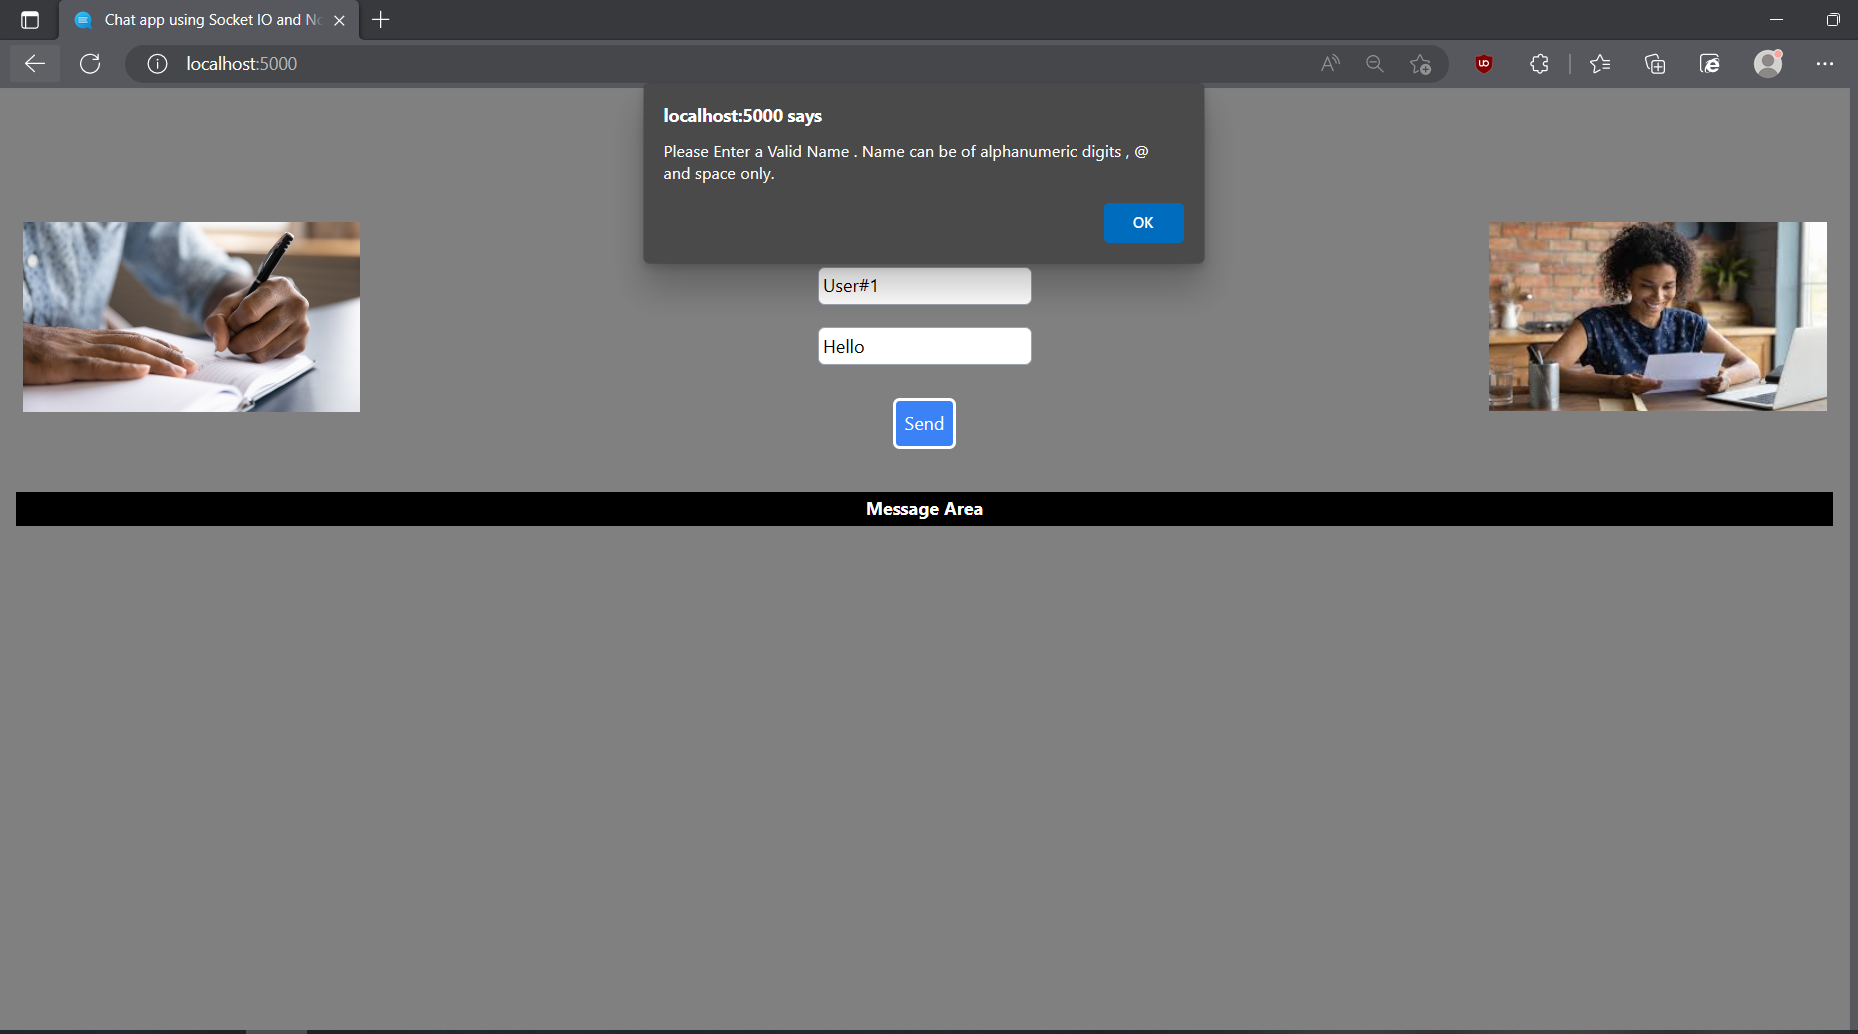 Chat app using Socket IO and No
localhost:5000
localhost:5000 says
Please Enter a Valid Name . Name can be of alphanumeric digits , @
and space only.
OK
User#1
Hello
Send
Message Area